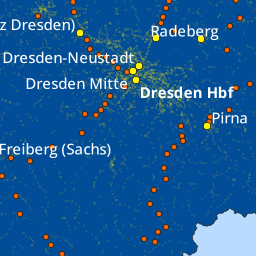 z Dresden)
Radeberg
Dresden-Neustadt
Dresden Mitte
Dresden Hbf
Pirna
Freiberg (Sachs)